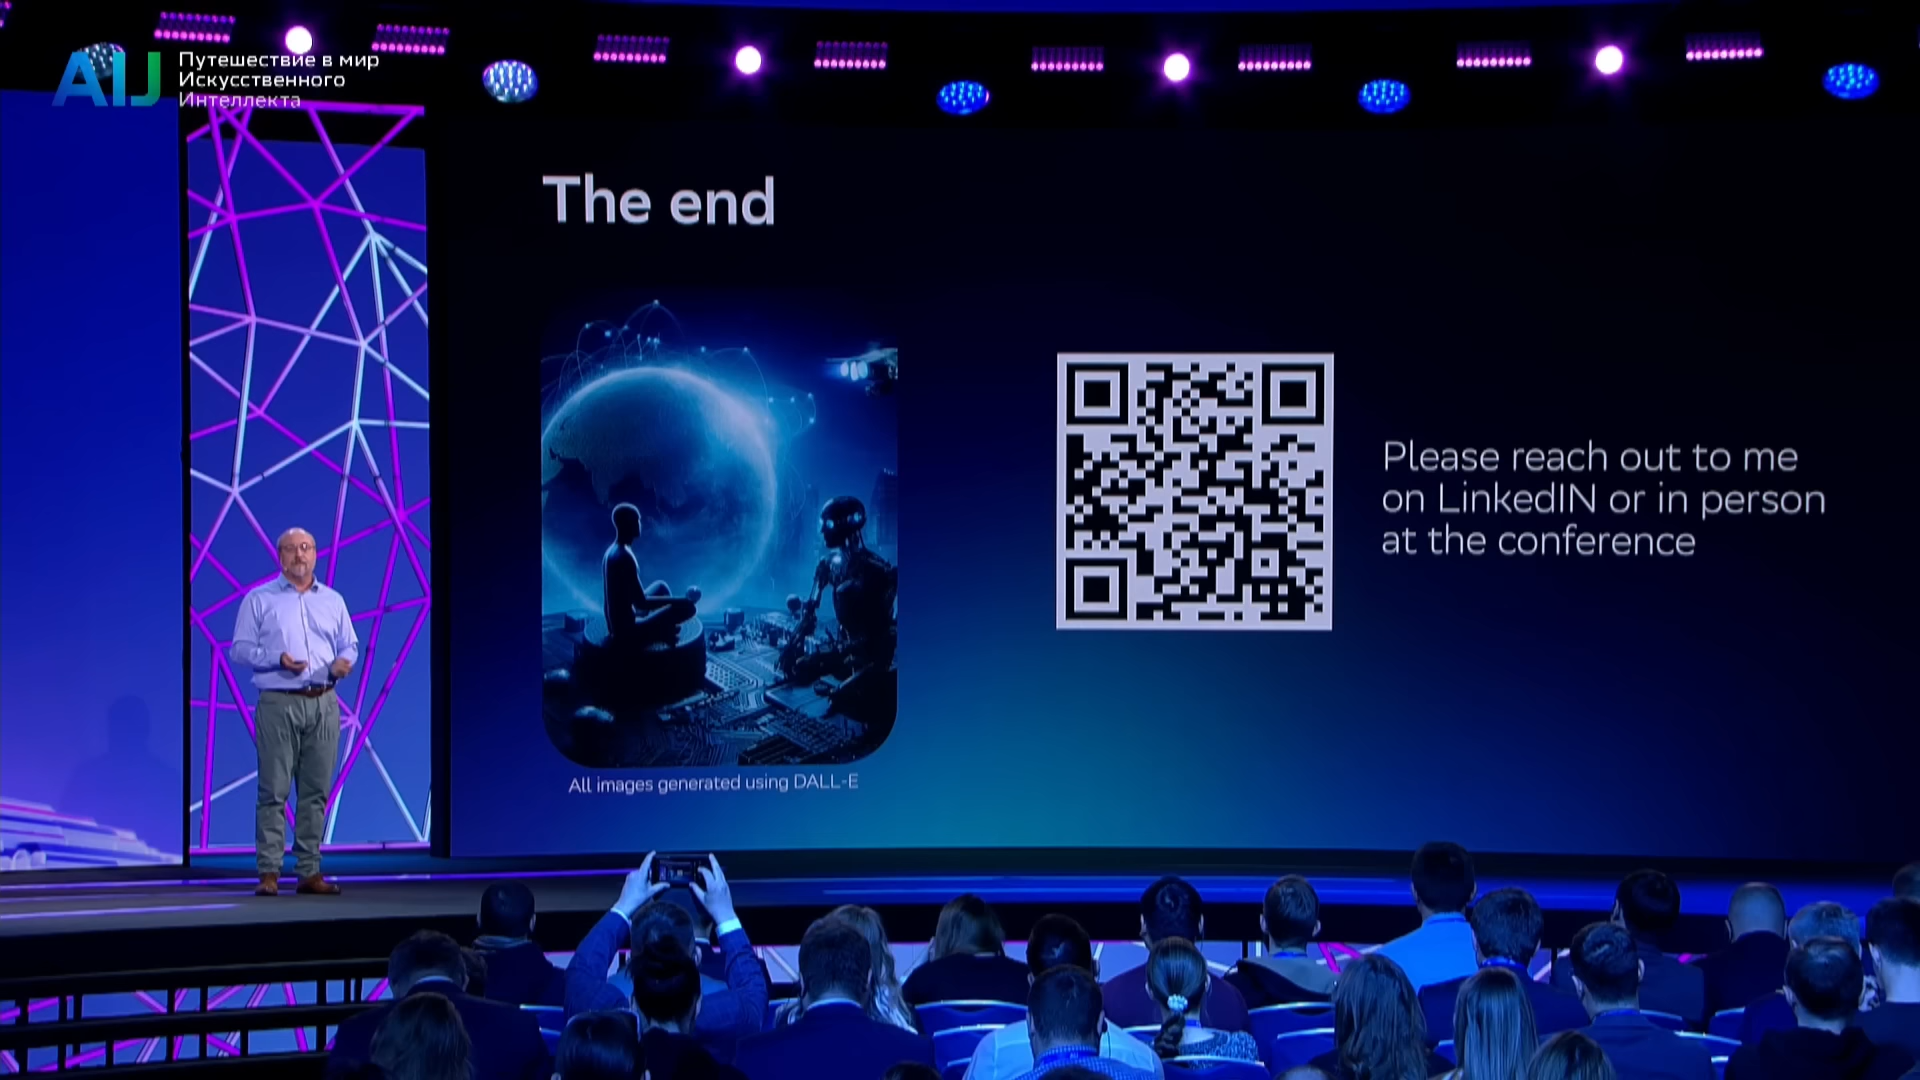 AIJ
Путешествие в мир
Искусственного
Интеллекта
The end
Please reach out to me
on LinkedIN or in person
at the conference
All images generated using DALL-E